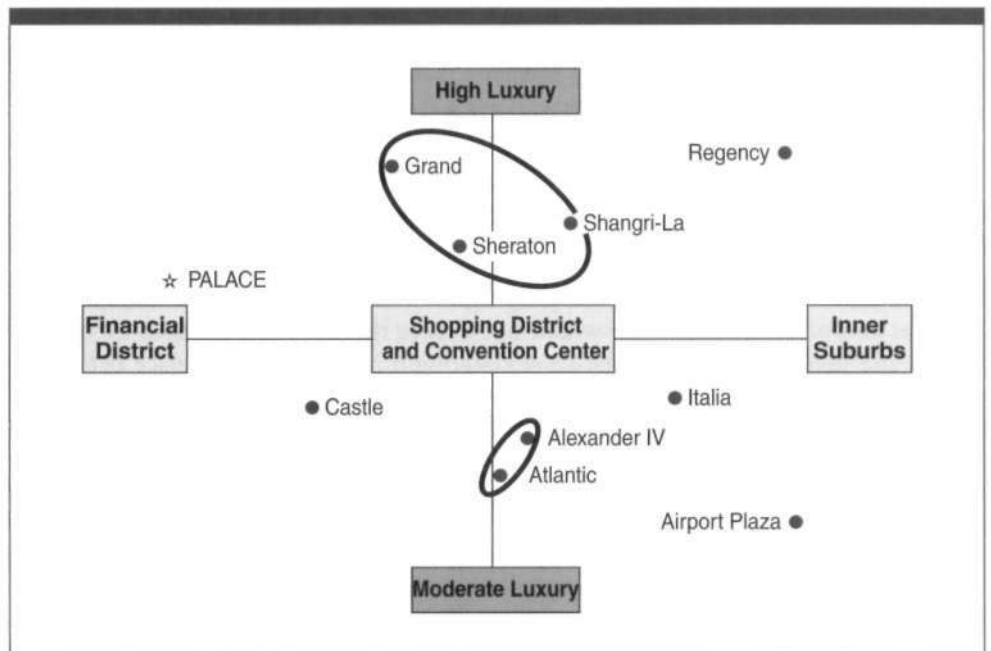 High Luxury
Regency
Grand
Shangri-La
Sheraton
PALACE
Financial
District
Shopping District
and Convention Center
Inner
Suburbs
Castle
Italia
Alexander IV
Atlantic
Airport Plaza
Moderate Luxury